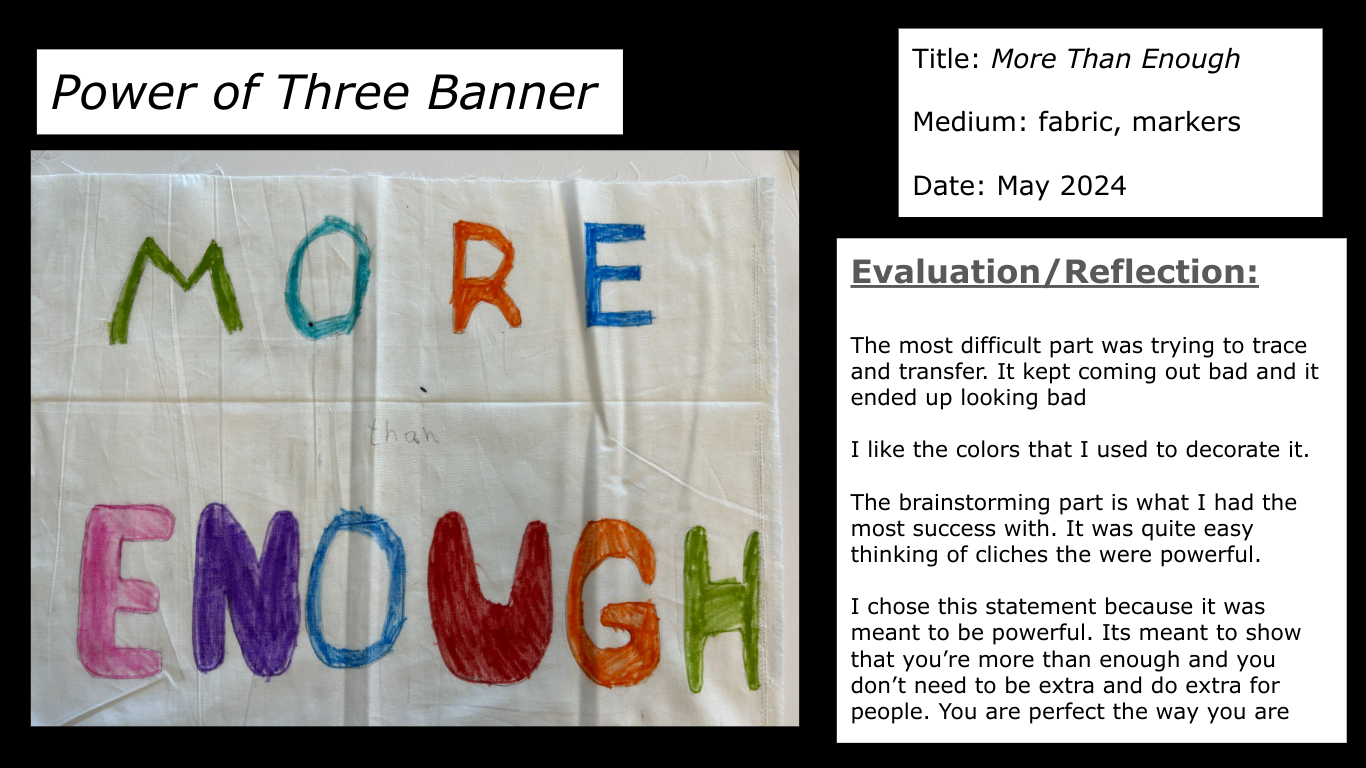 Power of Three Banner
MORE
than
ENOUGH
Title: More Than Enough
Medium: fabric, markers
Date: May 2024
Evaluation/Reflection:
The most difficult part was trying to trace
and transfer. It kept coming out bad and it
ended up looking bad
I like the colors that I used to decorate it.
The brainstorming part is what I had the
most success with. It was quite easy
thinking of cliches the were powerful.
I chose this statement because it was
meant to be powerful. Its meant to show
that you’re more than enough and you
don’t need to be extra and do extra for
people. You are perfect the way you are